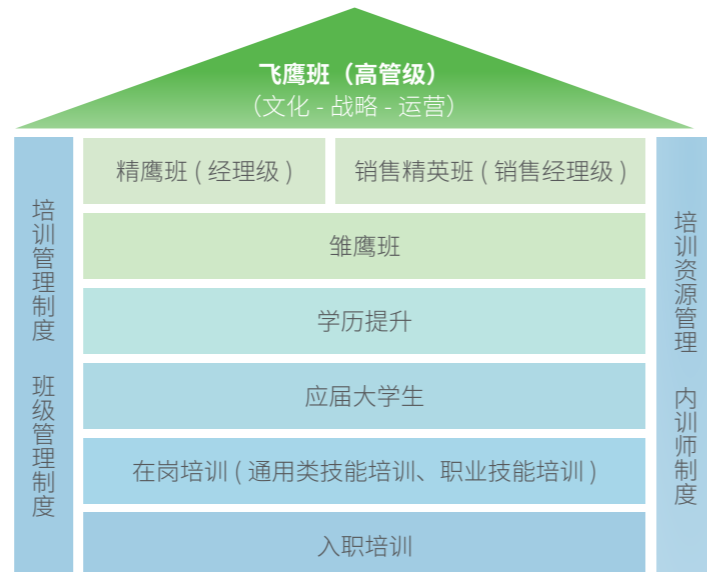 飞鹰班（高管级）
（文化 - 战略 - 运营）
精鹰班 ( 经理级 )
销售精英班 ( 销售经理级 )
雏鹰班
学历提升
应届大学生
在岗培训 ( 通用类技能培训、职业技能培训 )
入职培训
培训管理制度
班级管理制度
培训资源管理
内训师制度